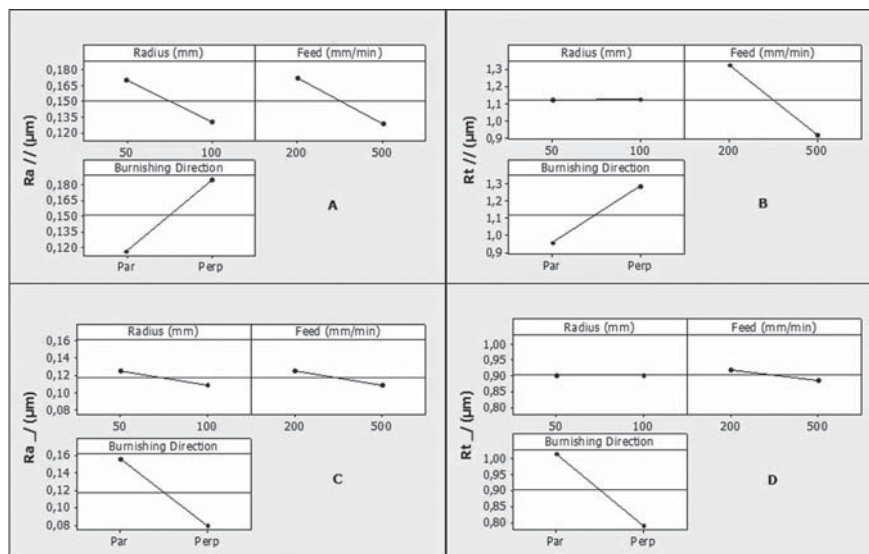 Radius (mm) Feed (mm/min)
0,180
0,165
0,150
0,135
0,120
50 100 200 500
Ra // (µm)
Burnishing Direction
0,180
0,165
0,150
0,135
0,120
Par Perp
A
Radius (mm) Feed (mm/min)
1,3
1,2
1,1
1,0
0,9
50 100 200 500
Rt // (µm)
Burnishing Direction
1,3
1,2
1,1
1,0
0,9
Par Perp
B
Radius (mm) Feed (mm/min)
0,16
0,14
0,12
0,10
0,08
50 100 200 500
Ra _/ (µm)
Burnishing Direction
0,16
0,14
0,12
0,10
0,08
Par Perp
C
Radius (mm) Feed (mm/min)
1,00
0,95
0,90
0,85
0,80
50 100 200 500
Rt _/ (µm)
Burnishing Direction
1,00
0,95
0,90
0,85
0,80
Par Perp
D